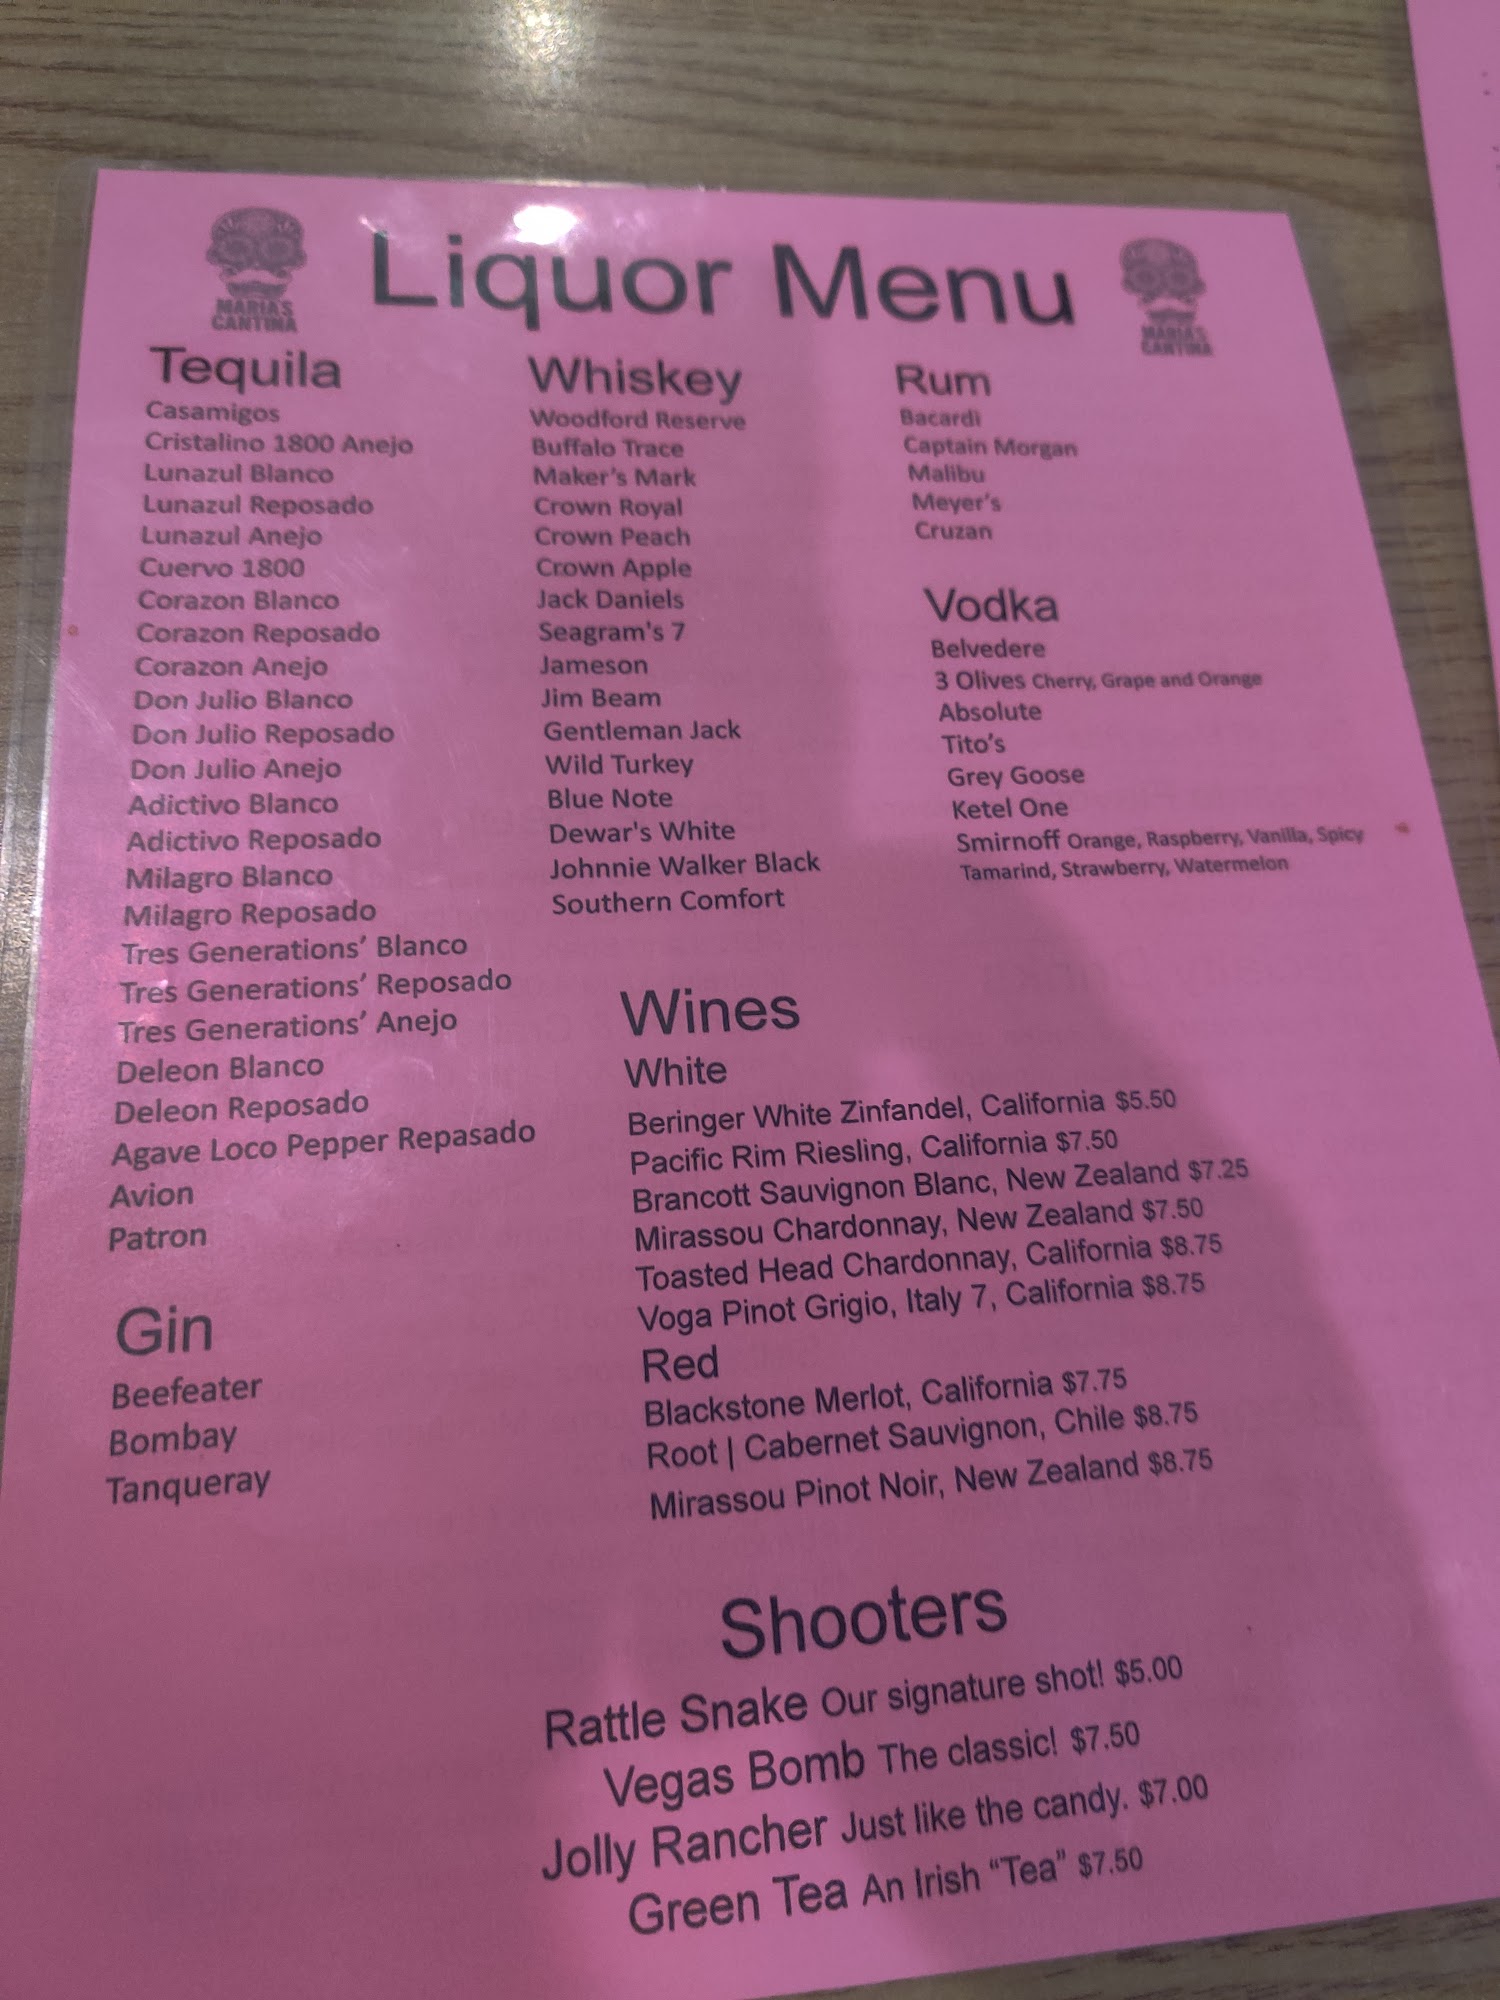 MARIA'S
CANTINA
Liquor Menu
MARIA'S
CANTINA
Tequila
Casamigos
Cristalino 1800 Anejo
Lunazul Blanco
Lunazul Reposado
Lunazul Anejo
Cuervo 1800
Corazon Blanco
Corazon Reposado
Corazon Anejo
Don Julio Blanco
Don Julio Reposado
Don Julio Anejo
Adictivo Blanco
Adictivo Reposado
Milagro Blanco
Milagro Reposado
Tres Generations’ Blanco
Tres Generations’ Reposado
Tres Generations’ Anejo
Deleon Blanco
Deleon Reposado
Agave Loco Pepper Repasado
Avion
Patron
Gin
Beefeater
Bombay
Tanqueray
Whiskey
Woodford Reserve
Buffalo Trace
Maker’s Mark
Crown Royal
Crown Peach
Crown Apple
Jack Daniels
Seagram's 7
Jameson
Jim Beam
Gentleman Jack
Wild Turkey
Blue Note
Dewar's White
Johnnie Walker Black
Southern Comfort
Rum
Bacardi
Captain Morgan
Malibu
Meyer’s
Cruzan
Vodka
Belvedere
3 Olives Cherry, Grape and Orange
Absolute
Tito’s
Grey Goose
Ketel One
Smirnoff Orange, Raspberry, Vanilla, Spicy
Tamarind, Strawberry, Watermelon
Wines
White
Beringer White Zinfandel, California $5.50
Pacific Rim Riesling, California $7.50
Brancott Sauvignon Blanc, New Zealand $7.25
Mirassou Chardonnay, New Zealand $7.50
Toasted Head Chardonnay, California $8.75
Voga Pinot Grigio, Italy 7, California $8.75
Red
Blackstone Merlot, California $7.75
Root | Cabernet Sauvignon, Chile $8.75
Mirassou Pinot Noir, New Zealand $8.75
Shooters
Rattle Snake Our signature shot! $5.00
Vegas Bomb The classic! $7.50
Jolly Rancher Just like the candy. $7.00
Green Tea An Irish “Tea” $7.50